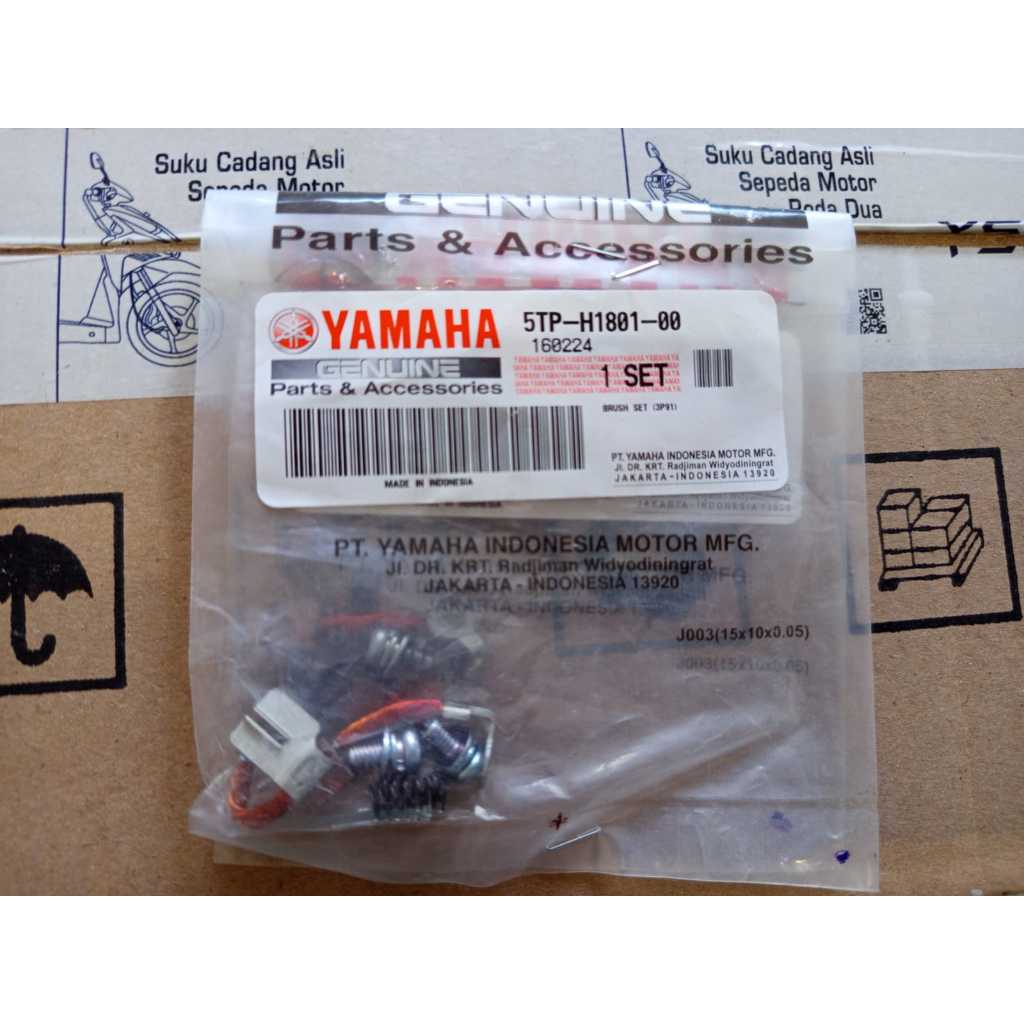 Suku Cadang Asli
Sepeda Motor
Suku Cadang Asli
Sepeda Motor
Roda Dua
GENUINE
Parts & Accessories
YAMAHA
GENUINE
Parts & Accessories
5TP-H1801-00
160224
1 SET
BRUSH SET (3P91)
MADE IN INDONESIA
PT. YAMAHA INDONESIA MOTOR MFG.
Jl. DR. KRT. Radjiman Widyodiningrat
JAKARTA - INDONESIA 13920
PT. YAMAHA INDONESIA MOTOR MFG.
Jl. DR. KRT. Radjiman Widyodiningrat
JAKARTA - INDONESIA 13920
J003(15x10x0.05)
J003(15x10x0.05)